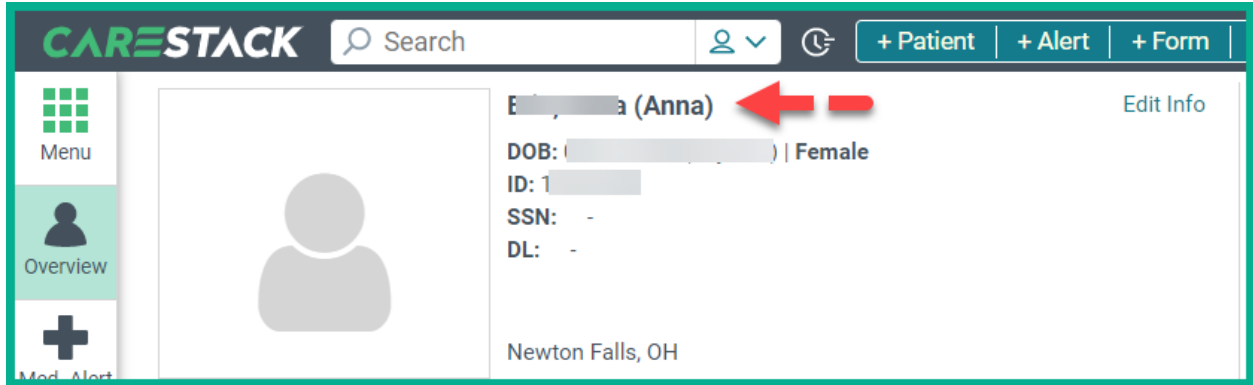 CARESTACK
Search
+ Patient
+ Alert
+ Form
(Anna)
Edit Info
DOB: | Female
ID: 1
SSN: -
DL: -
Newton Falls, OH
Menu
Overview
Med. Alert